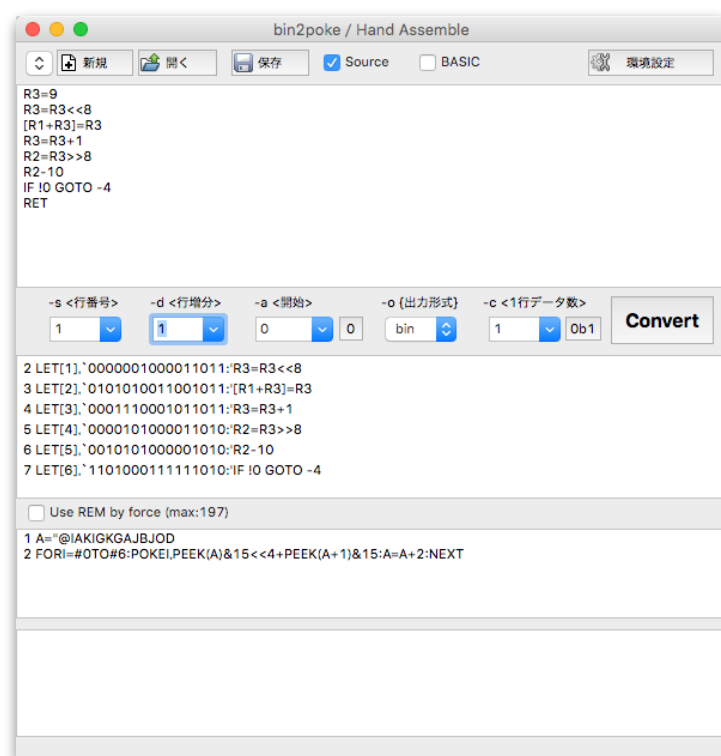 bin2poke / Hand Assemble
新規 開く 保存 Source BASIC 環境設定
R3=9
R3=R3<<8
[R1+R3]=R3
R3=R3+1
R2=R3>>8
R2-10
IF !0 GOTO -4
RET
-s <行番号> -d <行増分> -a <開始> -o {出力形式} -c <1行データ数>
1 1 0 0 bin 1 0b1 Convert
2 LET[1],`0000001000011011:'R3=R3<<8
3 LET[2],`0101010011001011:'[R1+R3]=R3
4 LET[3],`0001110001011011:'R3=R3+1
5 LET[4],`0000101000011010:'R2=R3>>8
6 LET[5],`0010101000001010:'R2-10
7 LET[6],`1101000111111010:'IF !0 GOTO -4
Use REM by force (max:197)
1 A="@IAKIGKGAJBJOD
2 FORI=#0TO#6:POKEI,PEEK(A)&15<<4+PEEK(A+1)&15:A=A+2:NEXT